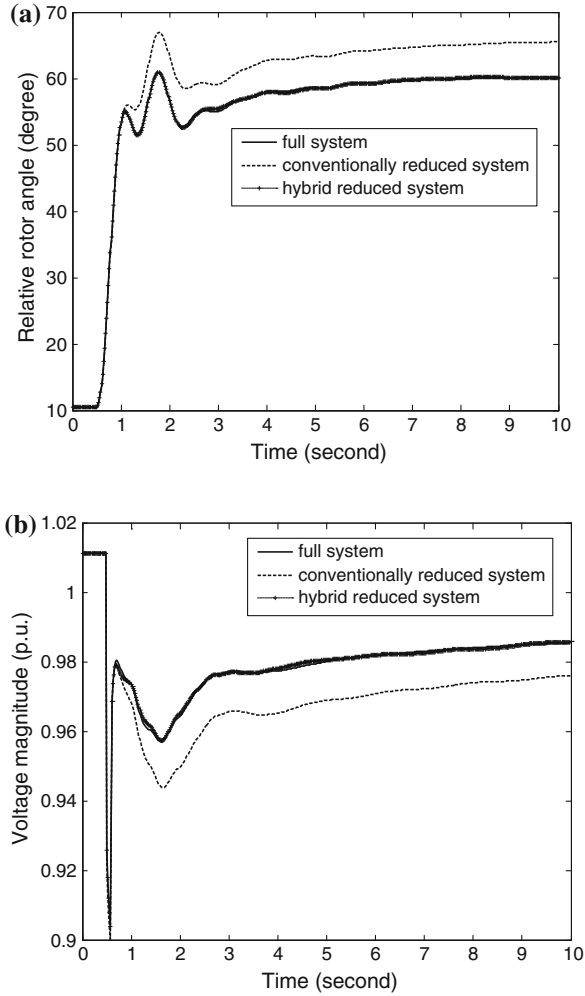 (a)
70
60
50
40
30
20
10
Relative rotor angle (degree)
full system
conventionally reduced system
hybrid reduced system
0 1 2 3 4 5 6 7 8 9 10
Time (second)
(b)
1.02
1
0.98
0.96
0.94
0.92
0.9
Voltage magnitude (p.u.)
full system
conventionally reduced system
hybrid reduced system
0 1 2 3 4 5 6 7 8 9 10
Time (second)